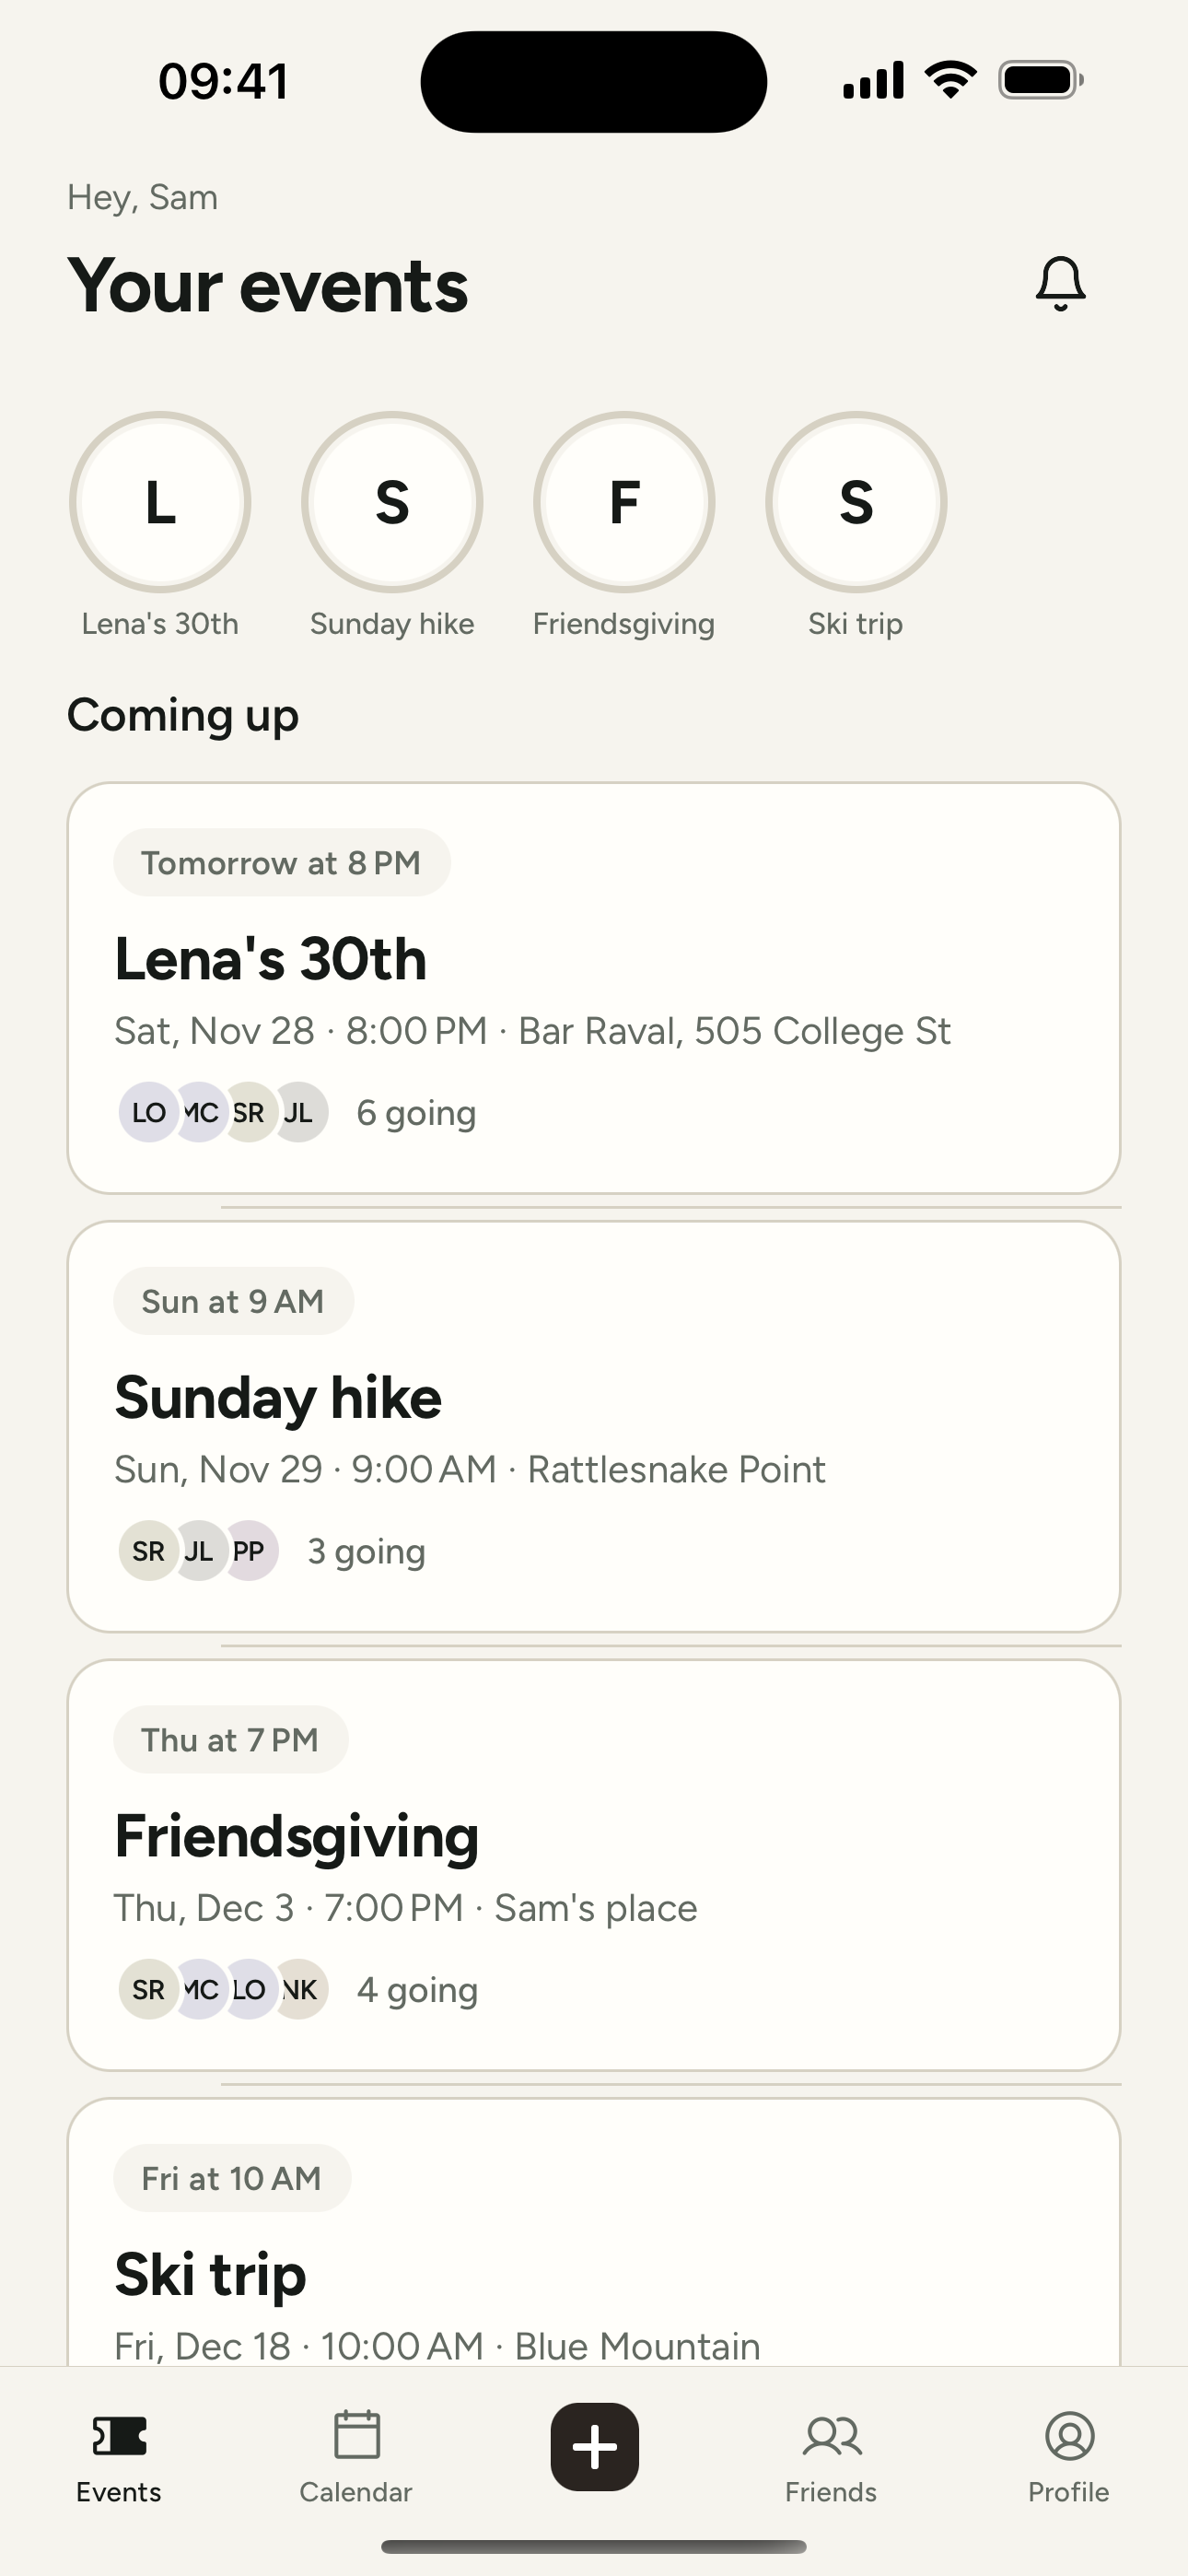 09:41
Hey, Sam
Your events
L S F S
Lena's 30th Sunday hike Friendsgiving Ski trip
Coming up
Tomorrow at 8 PM
Lena's 30th
Sat, Nov 28 · 8:00 PM · Bar Raval, 505 College St
LO MC SR JL 6 going
Sun at 9 AM
Sunday hike
Sun, Nov 29 · 9:00 AM · Rattlesnake Point
SR JL PP 3 going
Thu at 7 PM
Friendsgiving
Thu, Dec 3 · 7:00 PM · Sam's place
SR MC LO NK 4 going
Fri at 10 AM
Ski trip
Fri, Dec 18 · 10:00 AM · Blue Mountain
Events Calendar Friends Profile